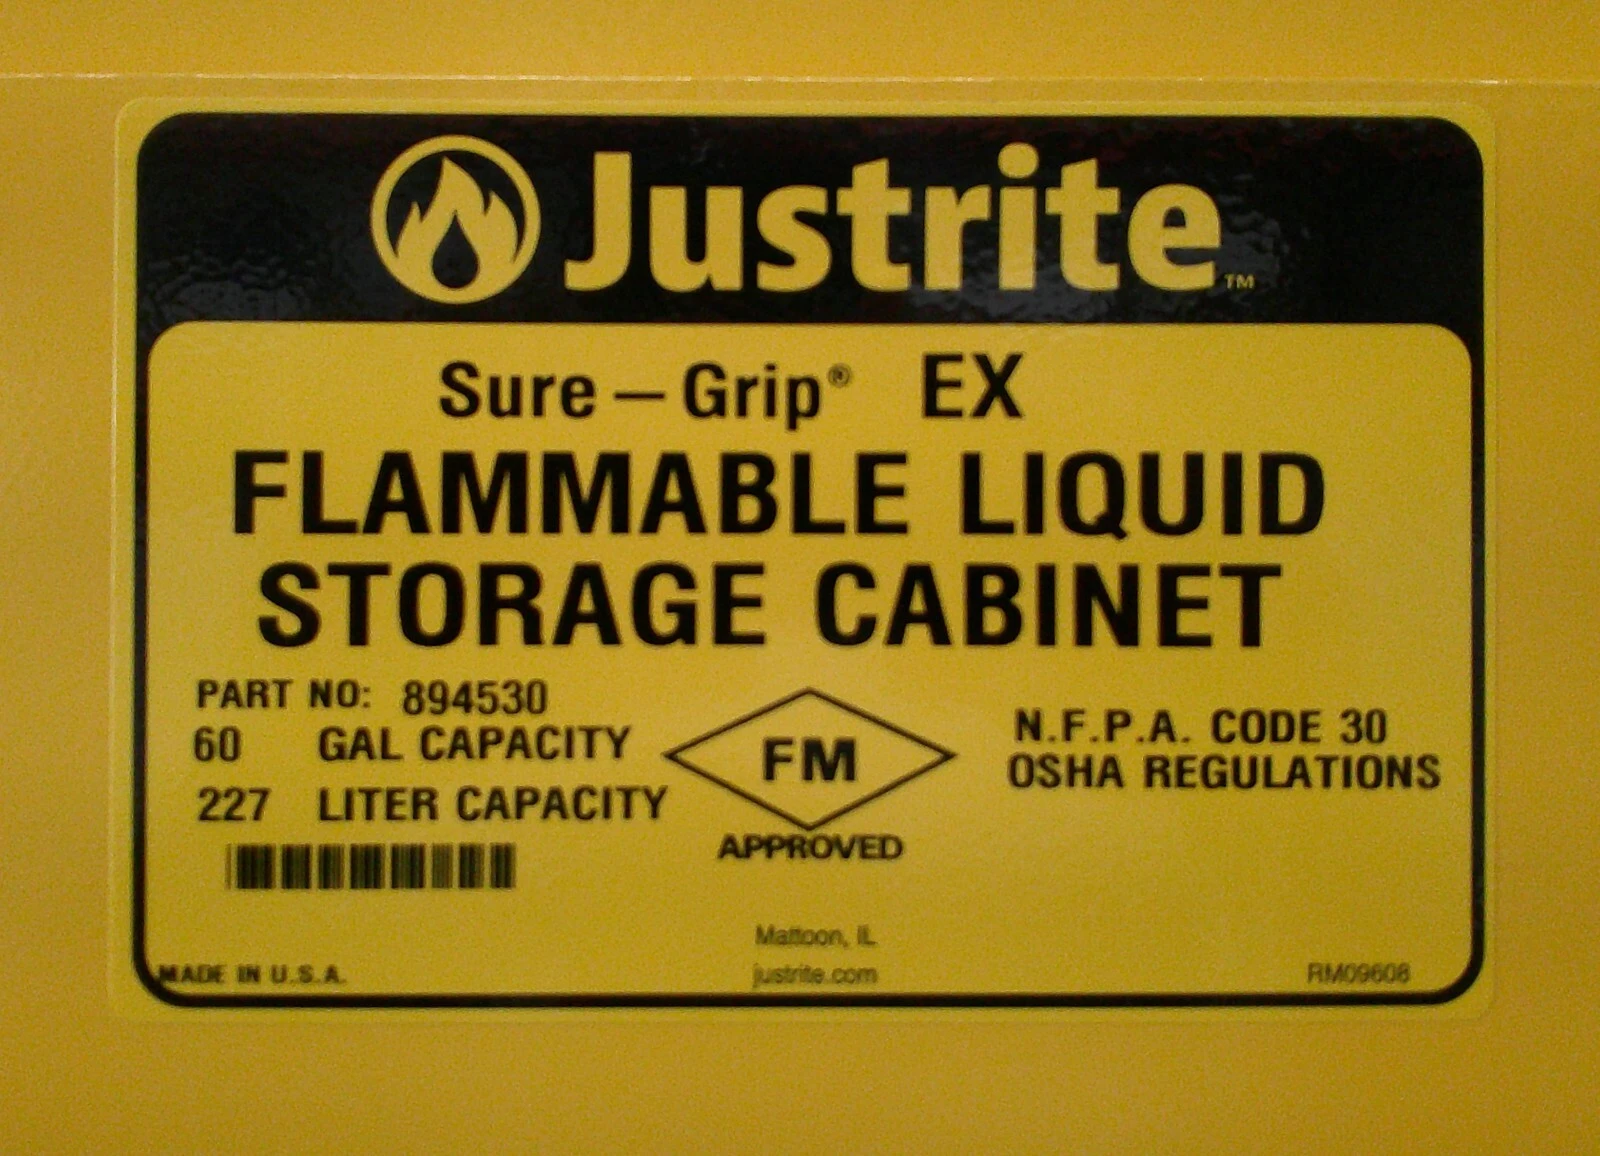 Justrite™
Sure – Grip® EX
FLAMMABLE LIQUID
STORAGE CABINET
PART NO: 894530
60 GAL CAPACITY
227 LITER CAPACITY
FM
APPROVED
N.F.P.A. CODE 30
OSHA REGULATIONS
Mattoon, IL
MADE IN U.S.A.
justrite.com
RM09608